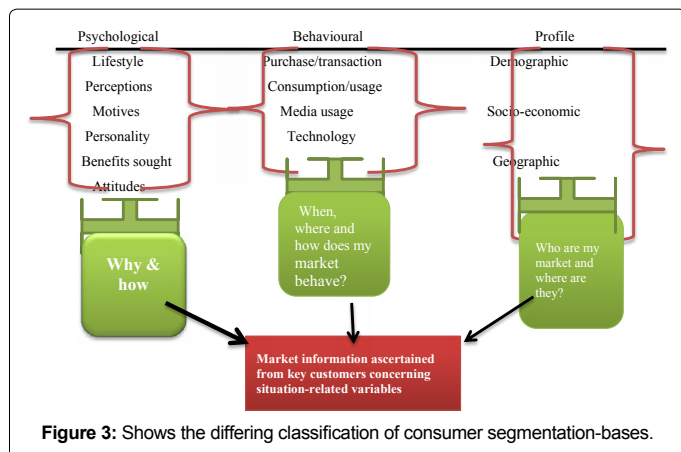 Psychological
Lifestyle
Perceptions
Motives
Personality
Benefits sought
Attitudes
Why &
how
Behavioural
Purchase/transaction
Consumption/usage
Media usage
Technology
When,
where and
how does my
market
behave?
Profile
Demographic
Socio-economic
Geographic
Who are my
market and
where are
they?
Market information ascertained
from key customers concerning
situation-related variables
Figure 3: Shows the differing classification of consumer segmentation-bases.